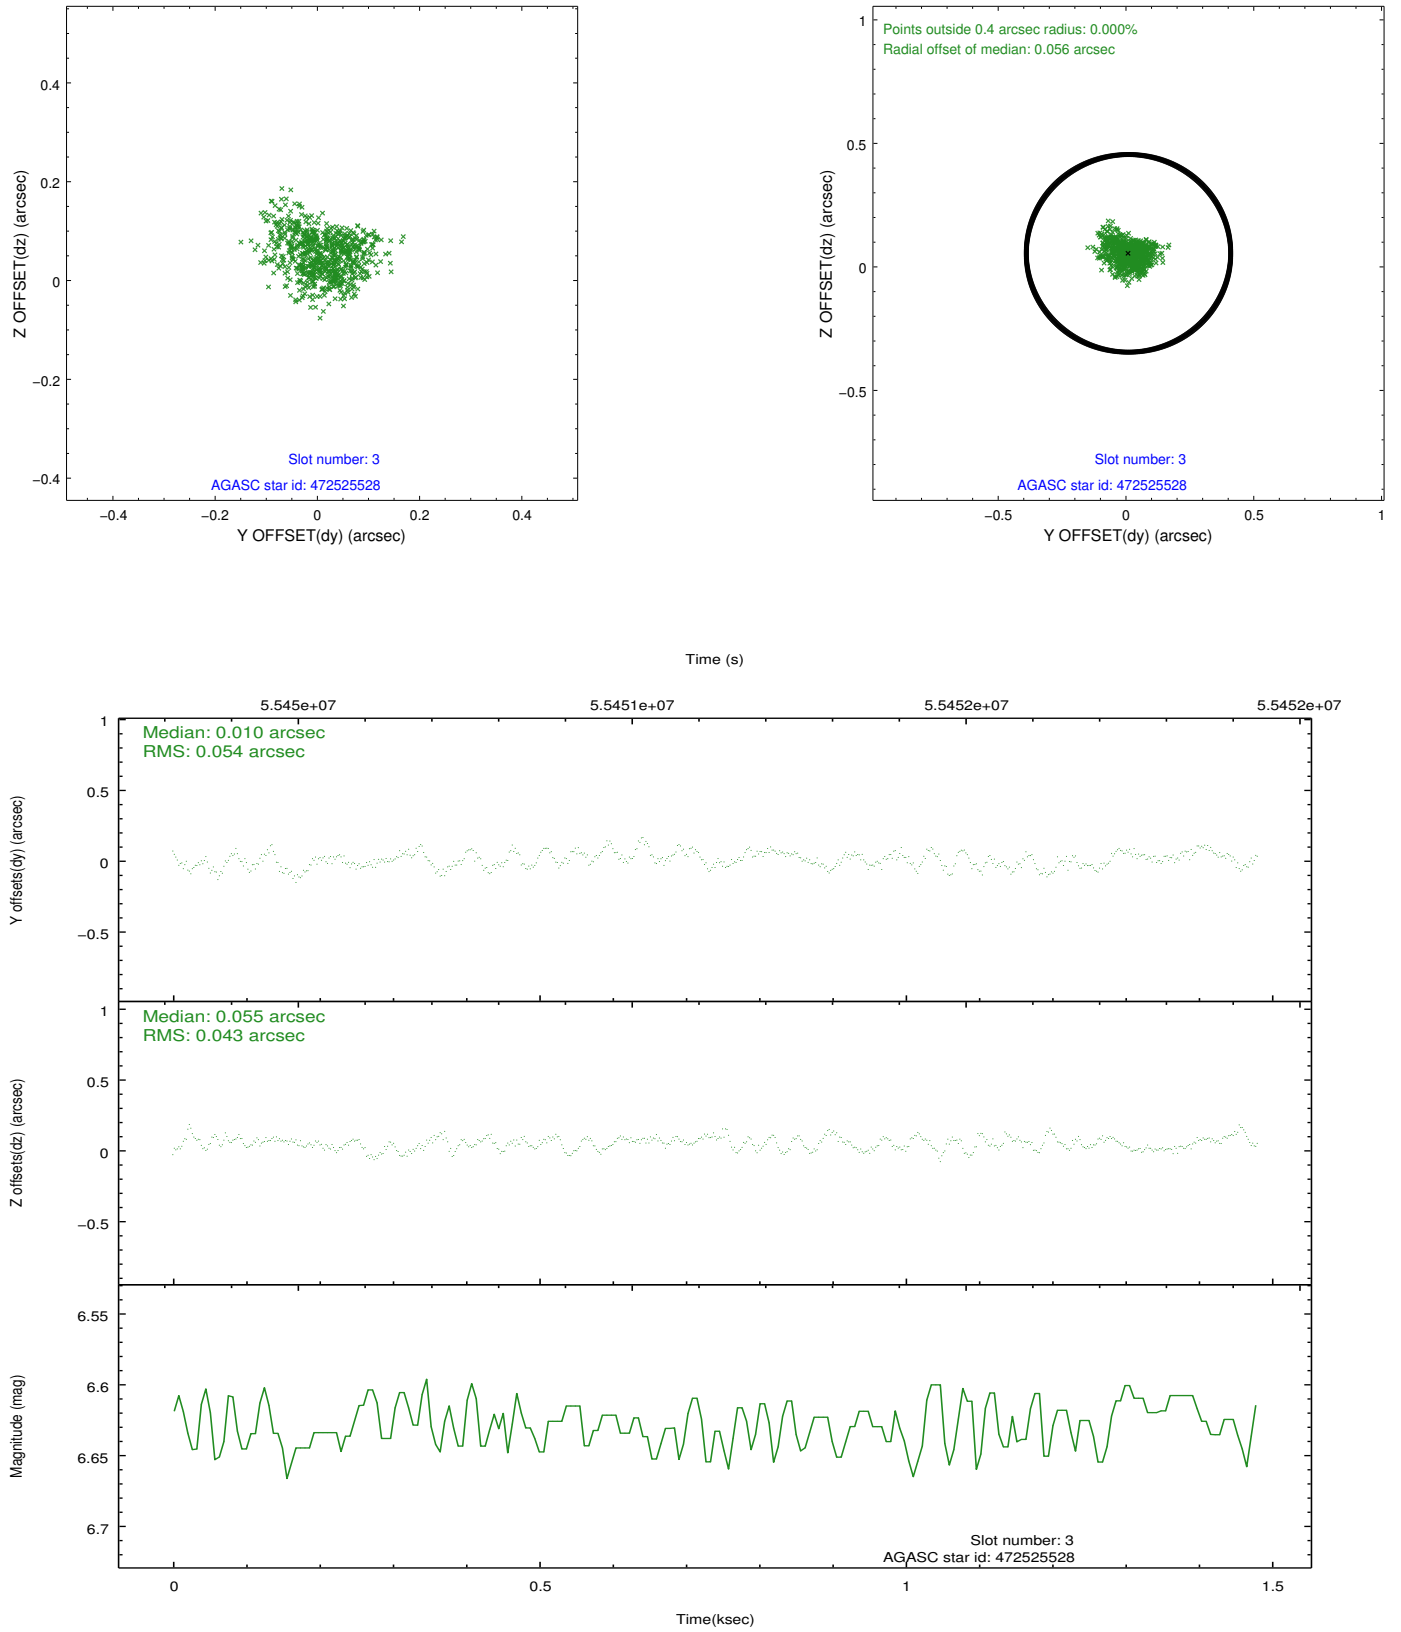 0.4
0.2
0
−0.2
−0.4
Z OFFSET(dz) (arcsec)
Slot number: 3
AGASC star id: 472525528
−0.4 −0.2 0 0.2 0.4
Y OFFSET(dy) (arcsec)
Points outside 0.4 arcsec radius: 0.000%
Radial offset of median: 0.056 arcsec
1
0.5
0
−0.5
Z OFFSET(dz) (arcsec)
Slot number: 3
AGASC star id: 472525528
−0.5 0 0.5 1
Y OFFSET(dy) (arcsec)
Time (s)
5.545e+07 5.5451e+07 5.5452e+07 5.5452e+07
Median: 0.010 arcsec
RMS: 0.054 arcsec
1
0.5
0
−0.5
Y offsets(dy) (arcsec)
Median: 0.055 arcsec
RMS: 0.043 arcsec
1
0.5
0
−0.5
Z offsets(dz) (arcsec)
6.55
6.6
6.65
6.7
Magnitude (mag)
Slot number: 3
AGASC star id: 472525528
0 0.5 1 1.5
Time(ksec)